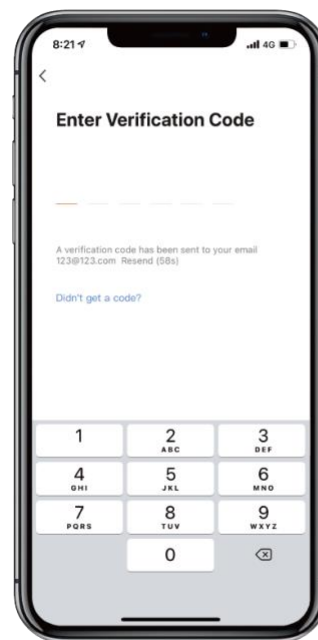 8:21
4G
Enter Verification Code
A verification code has been sent to your email
123@123.com Resend (58s)
Didn't get a code?
1
2
ABC
3
DEF
4
GHI
5
JKL
6
MNO
7
PQRS
8
TUV
9
WXYZ
0